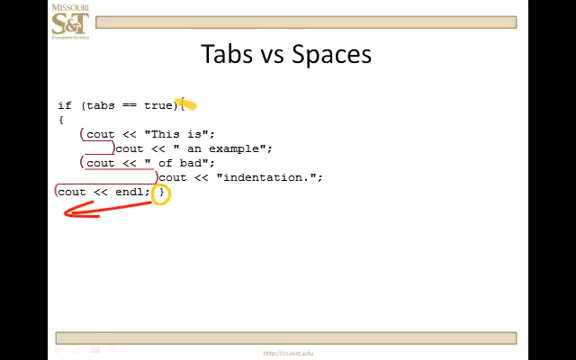 MISSOURI
S&T
Tabs vs Spaces
if (tabs == true){
{
cout << "This is";
cout << " an example";
cout << " of bad";
cout << "indentation.";
cout << endl; }
http://cs.mst.edu